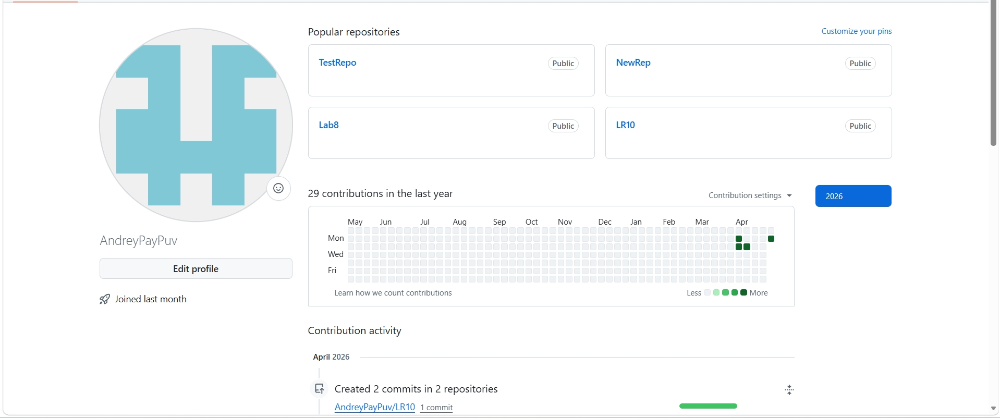 Popular repositories
Customize your pins
TestRepo
Public
NewRep
Public
Lab8
Public
LR10
Public
AndreyPayPuv
Edit profile
Joined last month
29 contributions in the last year
Contribution settings
2026
May Jun Jul Aug Sep Oct Nov Dec Jan Feb Mar Apr
Mon
Wed
Fri
Learn how we count contributions
Less
More
Contribution activity
April 2026
Created 2 commits in 2 repositories
AndreyPayPuv/LR10 1 commit